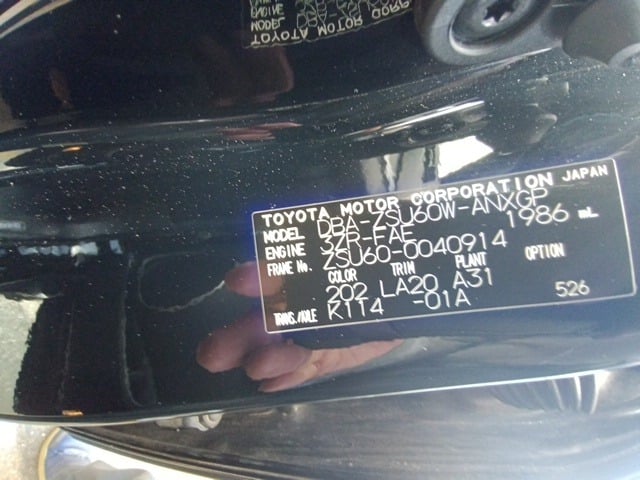 TOYOTA MOTOR CORPORATION JAPAN
MODEL DBA-ZSU60W-ANXGP
ENGINE 3ZR-FAE 1986 mL
FRAME No. ZSU60-0040914
COLOR TRIM PLANT OPTION
202 LA20 A31
TRANS./AXLE K114 -01A 526